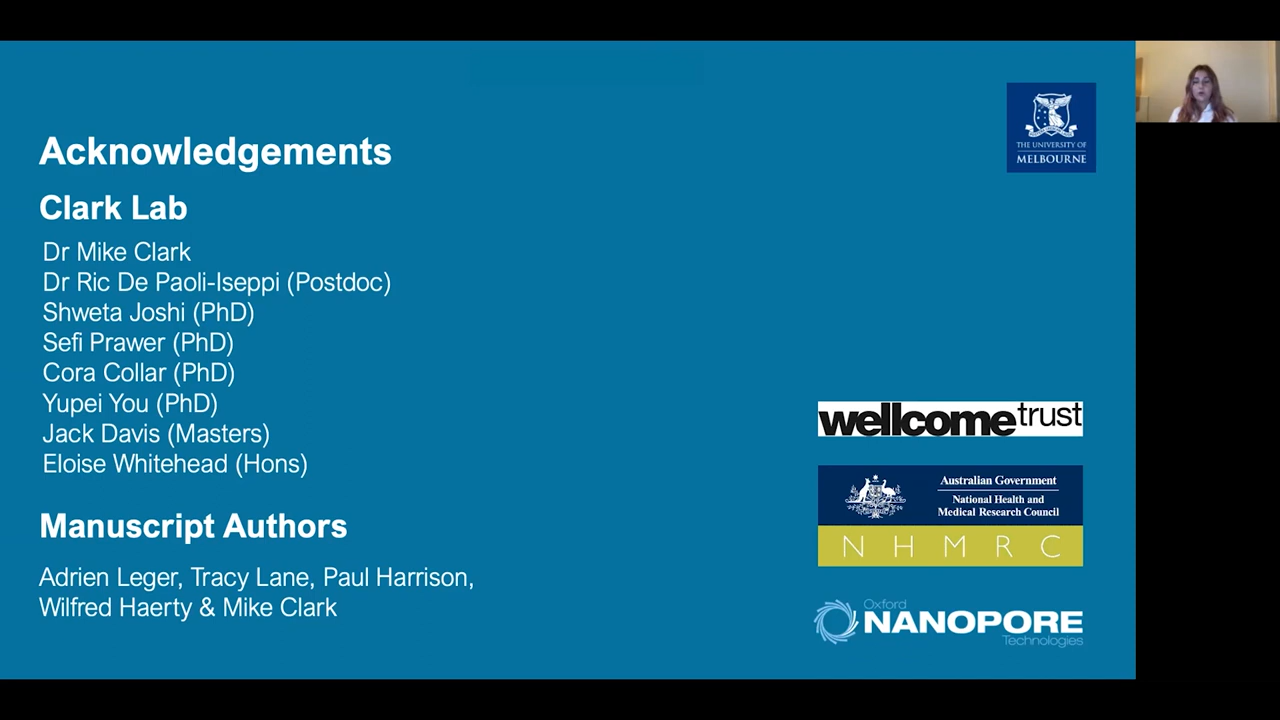 THE UNIVERSITY OF
MELBOURNE
Acknowledgements
Clark Lab
Dr Mike Clark
Dr Ric De Paoli-Iseppi (Postdoc)
Shweta Joshi (PhD)
Sefi Prawer (PhD)
Cora Collar (PhD)
Yupei You (PhD)
Jack Davis (Masters)
Eloise Whitehead (Hons)
Manuscript Authors
Adrien Leger, Tracy Lane, Paul Harrison,
Wilfred Haerty & Mike Clark
wellcometrust
Australian Government
National Health and
Medical Research Council
NHMRC
Oxford
NANOPORE
Technologies